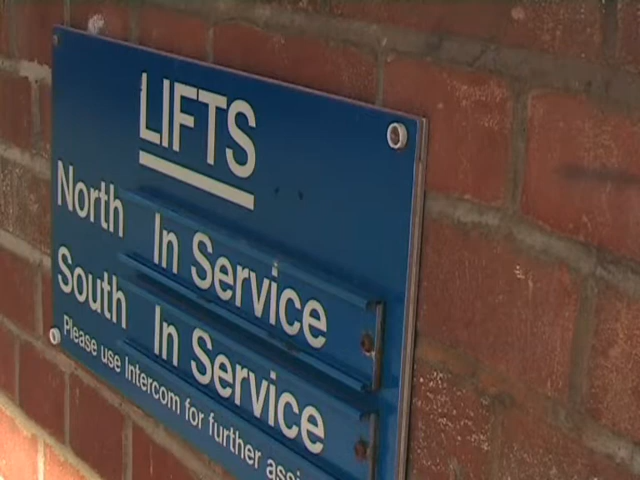 LIFTS
North In Service
South In Service
Please use Intercom for further